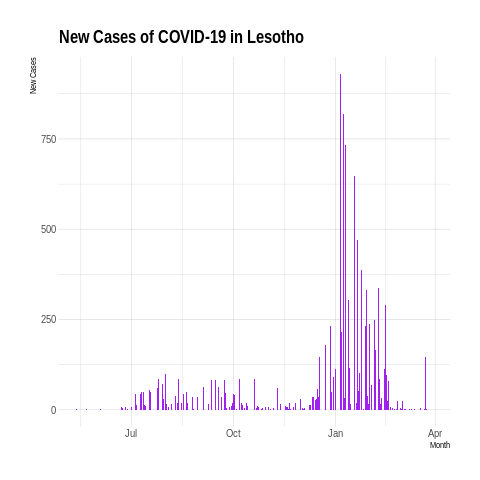 New Cases of COVID-19 in Lesotho
New Cases
750
500
250
0
Jul Oct Jan Apr
Month